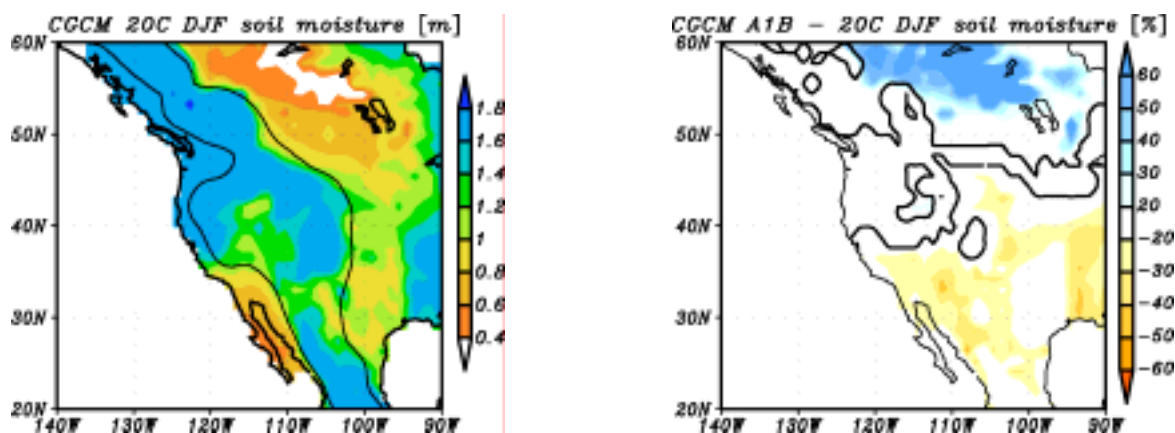 CGCM 20C DJF soil moisture [m]
60N
50N
40N
30N
20N
140W 130W 120W 110W 100W 90W
1.8
1.6
1.4
1.2
1
0.8
0.6
0.4
CGCM A1B - 20C DJF soil moisture [%]
60N
50N
40N
30N
20N
140W 130W 120W 110W 100W 90W
60
50
40
30
20
-20
-30
-40
-50
-60